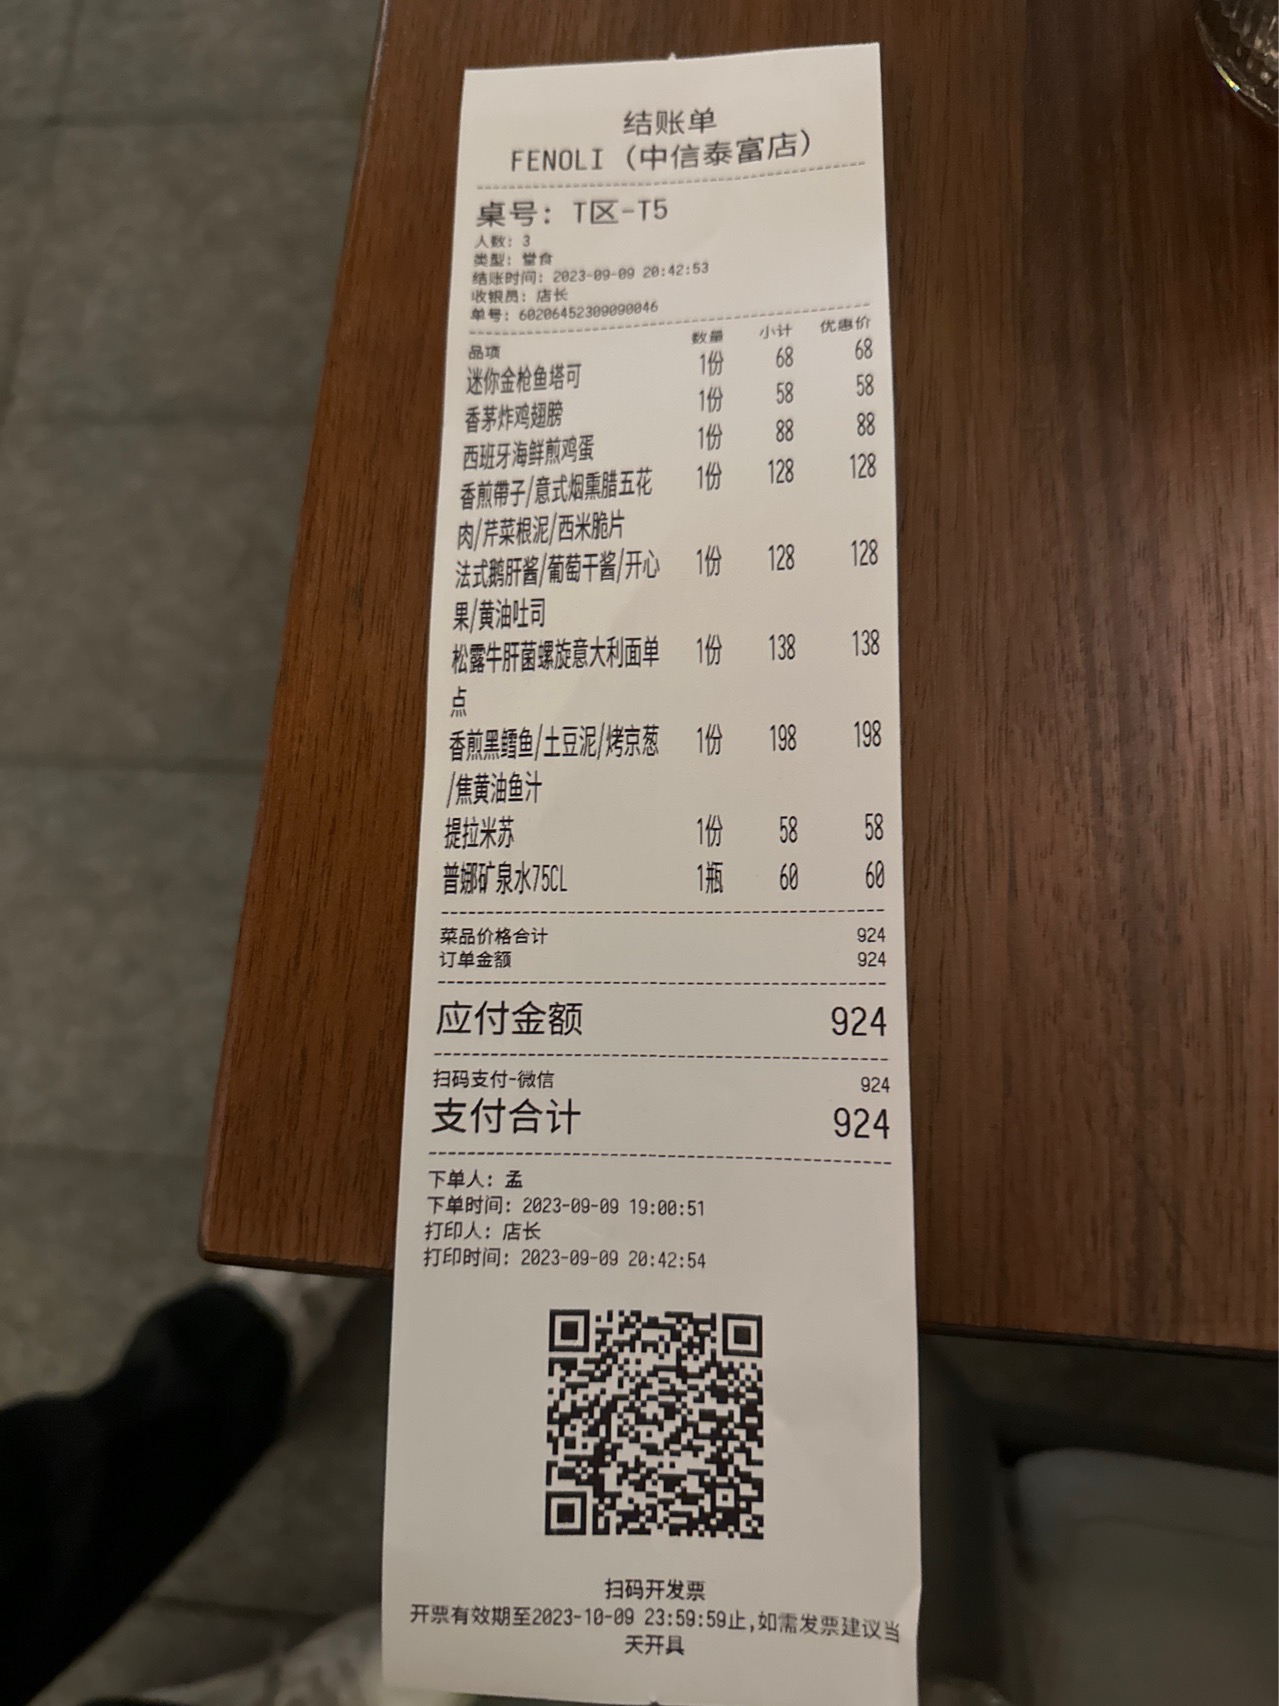 结账单
FENOLI（中信泰富店）
桌号：T区-T5
人数：3
类型：堂食
结账时间：2023-09-09 20:42:53
收银员：店长
单号：60206452309090046
品项 数量 小计 优惠价
迷你金枪鱼塔可 1份 68 68
香茅炸鸡翅膀 1份 58 58
西班牙海鲜煎鸡蛋 1份 88 88
香煎带子/意式烟熏腊五花 1份 128 128
肉/芹菜根泥/西米脆片
法式鹅肝酱/葡萄干酱/开心 1份 128 128
果/黄油吐司
松露牛肝菌螺旋意大利面单 1份 138 138
点
香煎黑鳕鱼/土豆泥/烤京葱 1份 198 198
/焦黄油鱼汁
提拉米苏 1份 58 58
普娜矿泉水75CL 1瓶 60 60
菜品价格合计 924
订单金额 924
应付金额 924
扫码支付-微信 924
支付合计 924
下单人：孟
下单时间：2023-09-09 19:00:51
打印人：店长
打印时间：2023-09-09 20:42:54
扫码开发票
开票有效期至2023-10-09 23:59:59止,如需发票建议当
天开具